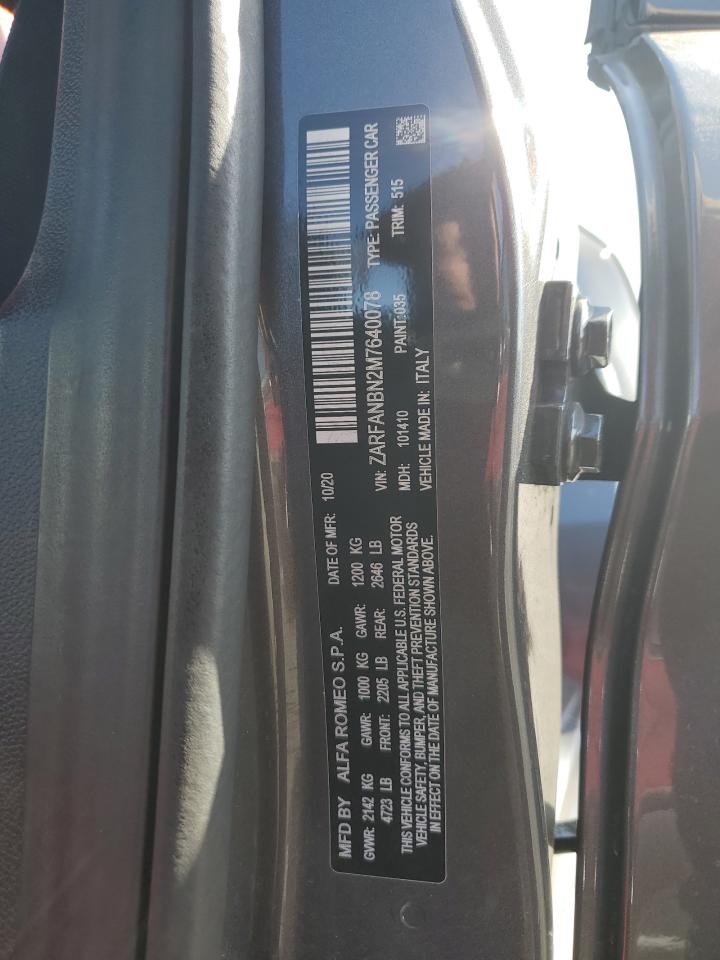 MFD BY ALFA ROMEO S.P.A. DATE OF MFR: 10/20
GVWR: 2142 KG GAWR: 1000 KG GAWR: 1200 KG
4723 LB FRONT: 2205 LB REAR: 2646 LB
THIS VEHICLE CONFORMS TO ALL APPLICABLE U.S. FEDERAL MOTOR
VEHICLE SAFETY, BUMPER, AND THEFT PREVENTION STANDARDS
IN EFFECT ON THE DATE OF MANUFACTURE SHOWN ABOVE.
VIN: ZARFANBN2M7640078 TYPE: PASSENGER CAR
MDH: 101410 PAINT: 035 TRIM: 515
VEHICLE MADE IN: ITALY